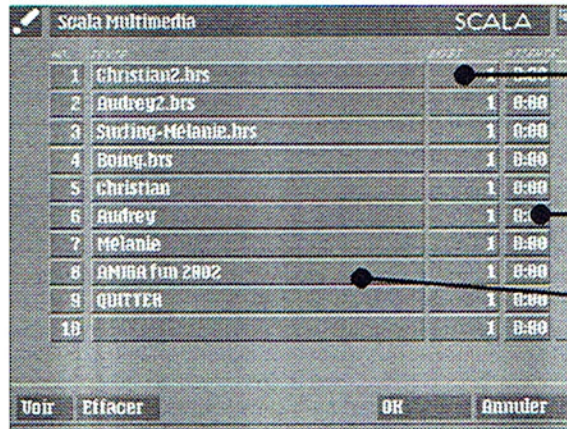 Scala Multimedia SCALA
1 Christian2.brs 1 0:00
2 Audrey2.brs 1 0:00
3 Surfing-Mélanie.brs 1 0:00
4 Boing.brs 1 0:00
5 Christian 1 0:00
6 Audrey 1
7 Mélanie 1 0:00
8 AMIGA fun 2002 1 0:00
9 QUITTER 1 0:00
10 1 0:00
Voir Effacer OK Annuler